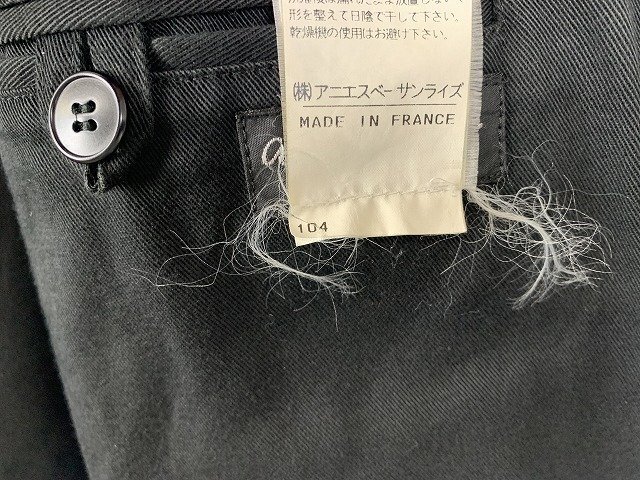 形を整えて日陰で干して下さい。
乾燥機の使用はお避け下さい。
(株)アニエスベー サンライズ
MADE IN FRANCE
104